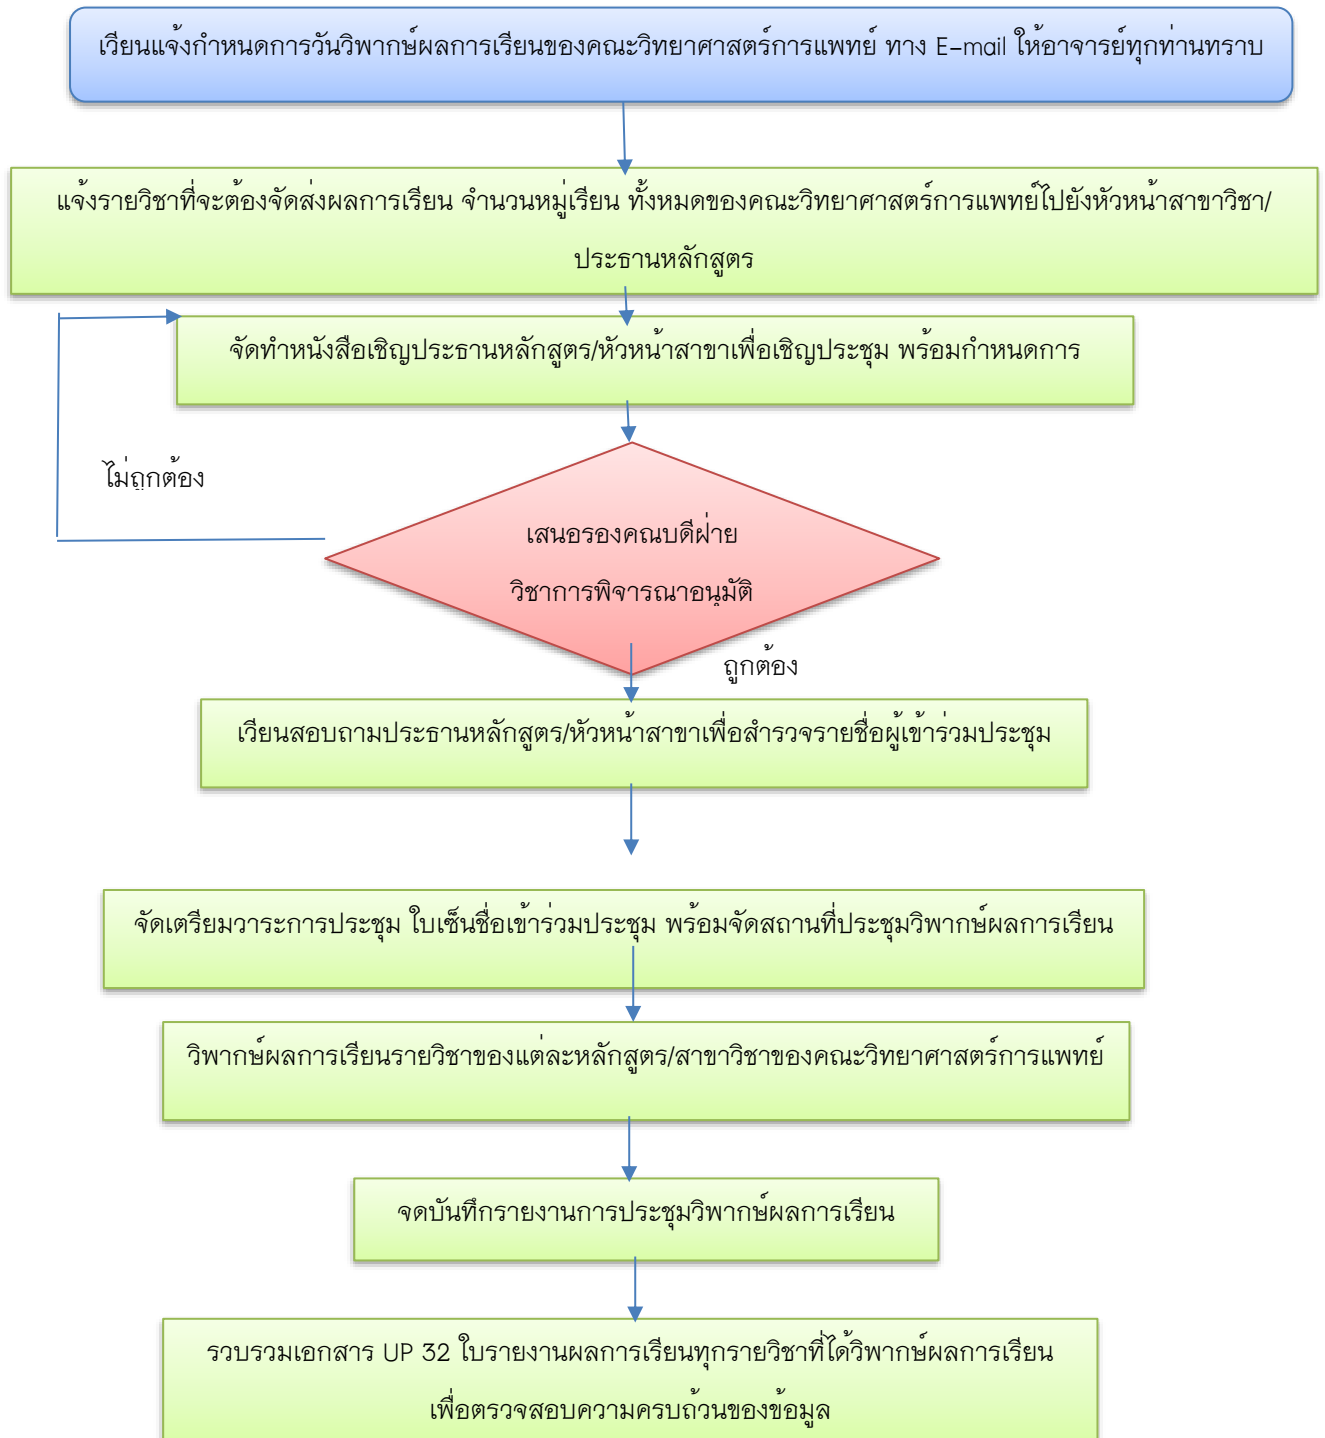 เวียนแจ้งกำหนดการวันวิพากษ์ผลการเรียนของคณะวิทยาศาสตร์การแพทย์ ทาง E-mail ให้อาจารย์ทุกท่านทราบ
แจ้งรายวิชาที่จะต้องจัดส่งผลการเรียน จำนวนหมู่เรียน ทั้งหมดของคณะวิทยาศาสตร์การแพทย์ไปยังหัวหน้าสาขาวิชา/
ประธานหลักสูตร
จัดทำหนังสือเชิญประธานหลักสูตร/หัวหน้าสาขาเพื่อเชิญประชุม พร้อมกำหนดการ
ไม่ถูกต้อง
เสนอรองคณบดีฝ่าย
วิชาการพิจารณาอนุมัติ
ถูกต้อง
เวียนสอบถามประธานหลักสูตร/หัวหน้าสาขาเพื่อสำรวจรายชื่อผู้เข้าร่วมประชุม
จัดเตรียมวาระการประชุม ใบเซ็นชื่อเข้าร่วมประชุม พร้อมจัดสถานที่ประชุมวิพากษ์ผลการเรียน
วิพากษ์ผลการเรียนรายวิชาของแต่ละหลักสูตร/สาขาวิชาของคณะวิทยาศาสตร์การแพทย์
จดบันทึกรายงานการประชุมวิพากษ์ผลการเรียน
รวบรวมเอกสาร UP 32 ใบรายงานผลการเรียนทุกรายวิชาที่ได้วิพากษ์ผลการเรียน
เพื่อตรวจสอบความครบถ้วนของข้อมูล